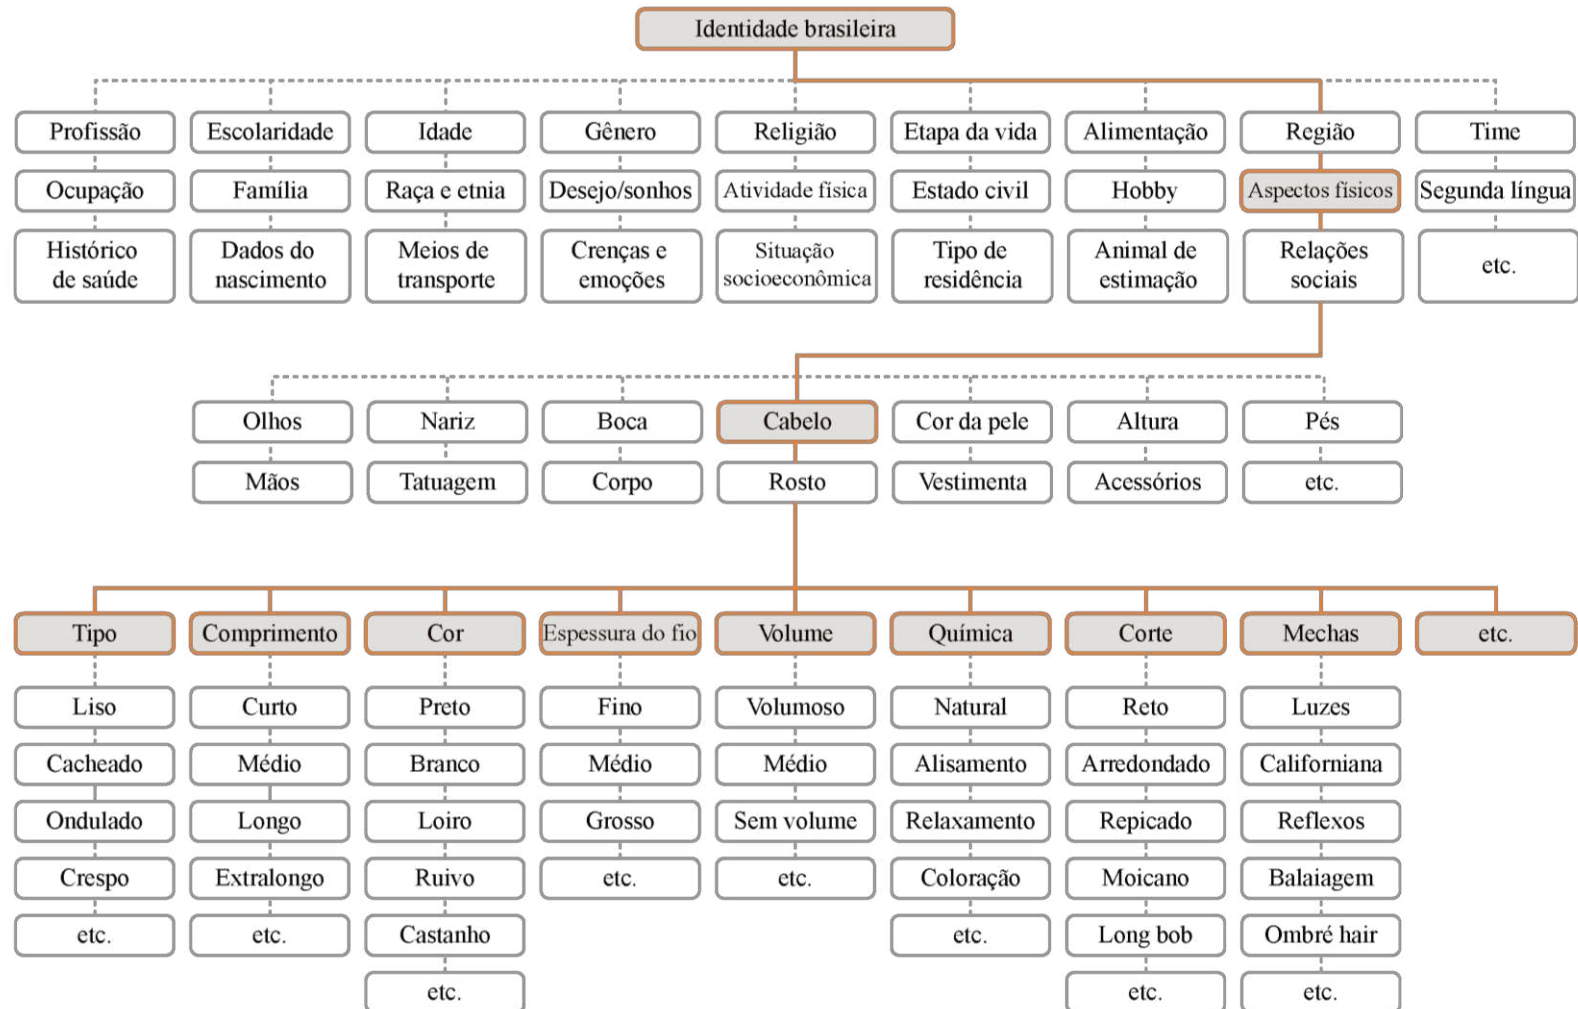 Identidade brasileira
Profissão
Escolaridade
Idade
Gênero
Religião
Etapa da vida
Alimentação
Região
Time
Ocupação
Família
Raça e etnia
Desejo/sonhos
Atividade física
Estado civil
Hobby
Aspectos físicos
Segunda língua
Histórico
de saúde
Dados do
nascimento
Meios de
transporte
Crenças e
emoções
Situação
socioeconômica
Tipo de
residência
Animal de
estimação
Relações
sociais
etc.
Olhos
Nariz
Boca
Cabelo
Cor da pele
Altura
Pés
Mãos
Tatuagem
Corpo
Rosto
Vestimenta
Acessórios
etc.
Tipo
Comprimento
Cor
Espessura do fio
Volume
Química
Corte
Mechas
etc.
Liso
Curto
Preto
Fino
Volumoso
Natural
Reto
Luzes
Cacheado
Médio
Branco
Médio
Médio
Alisamento
Arredondado
Californiana
Ondulado
Longo
Loiro
Grosso
Sem volume
Relaxamento
Repicado
Reflexos
Crespo
Extralongo
Ruivo
etc.
etc.
Coloração
Moicano
Balaiagem
etc.
etc.
Castanho
etc.
Long bob
Ombré hair
etc.
etc.
etc.